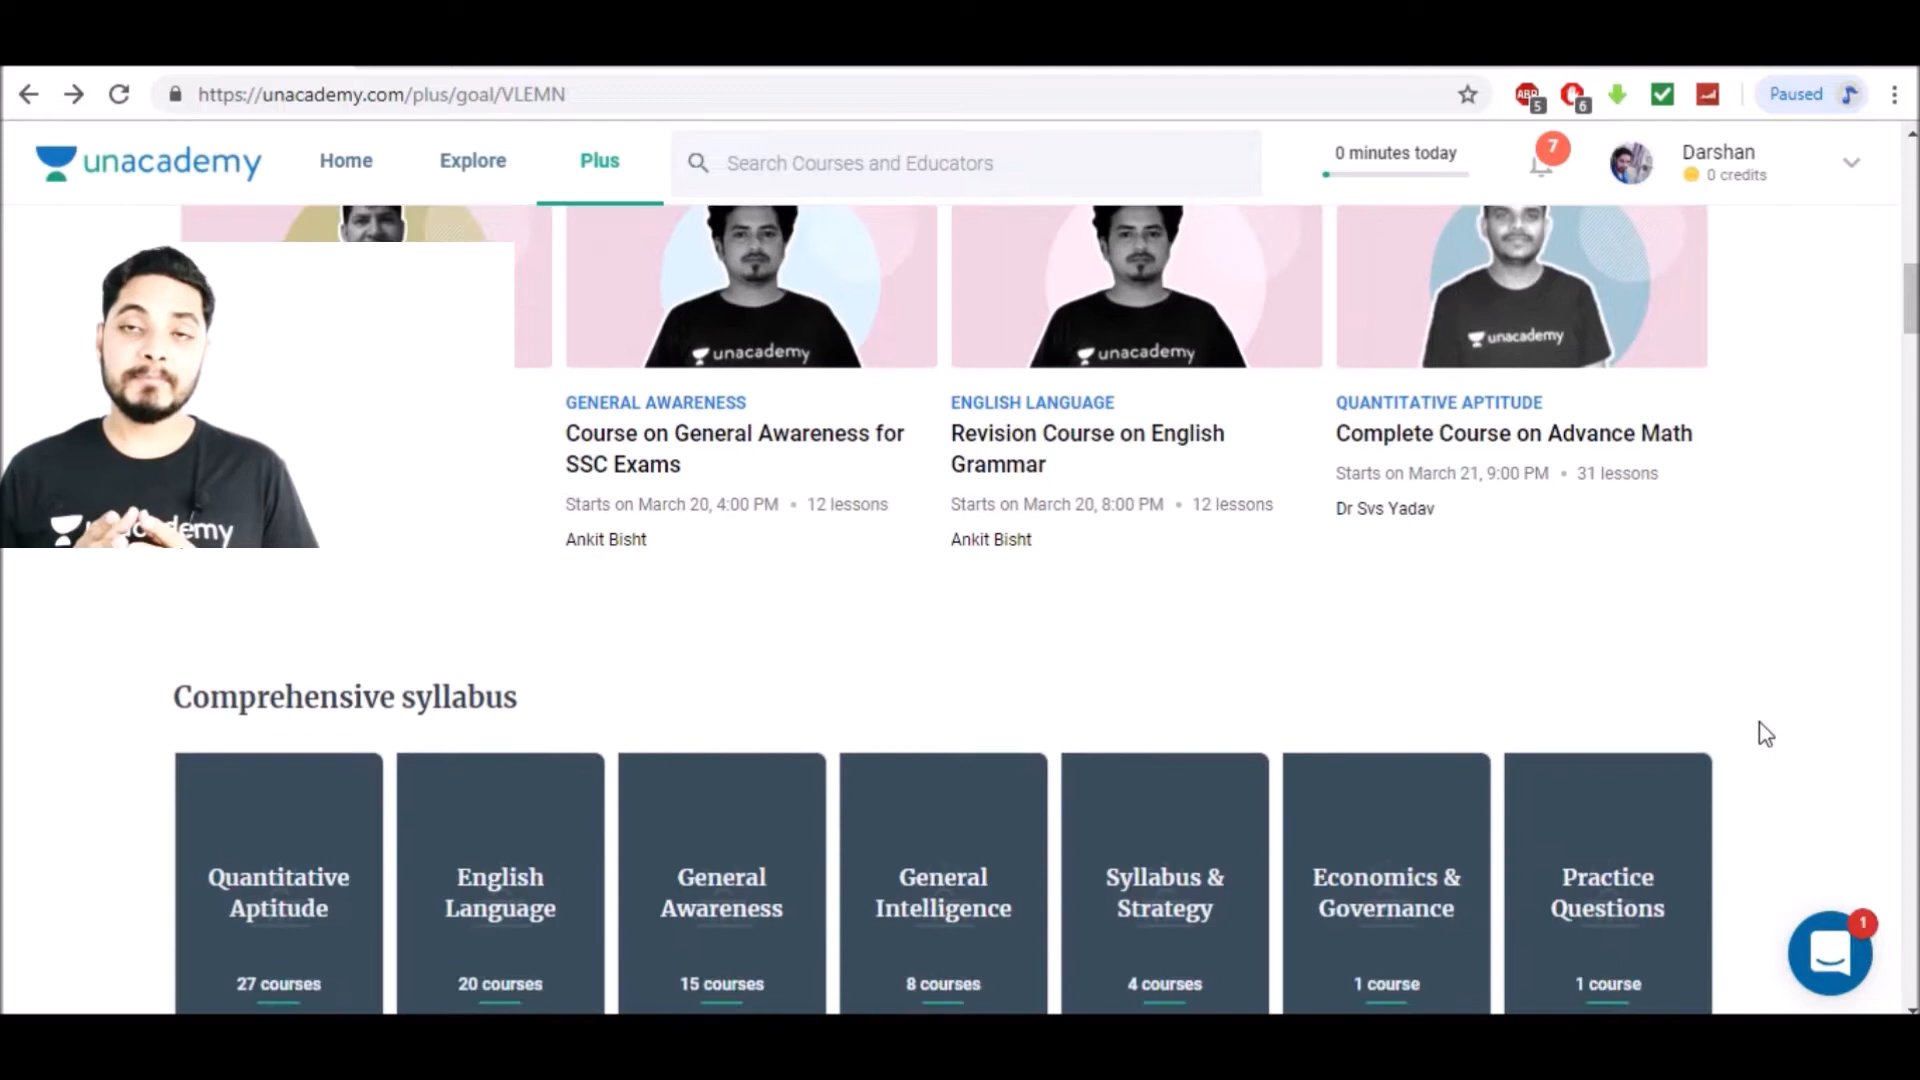 https://unacademy.com/plus/goal/VLEMN
ABP
5
6
Paused
unacademy
Home
Explore
Plus
Search Courses and Educators
0 minutes today
7
Darshan
0 credits
unacademy
unacademy
unacademy
GENERAL AWARENESS
Course on General Awareness for
SSC Exams
Starts on March 20, 4:00 PM • 12 lessons
Ankit Bisht
ENGLISH LANGUAGE
Revision Course on English
Grammar
Starts on March 20, 8:00 PM • 12 lessons
Ankit Bisht
QUANTITATIVE APTITUDE
Complete Course on Advance Math
Starts on March 21, 9:00 PM • 31 lessons
Dr Svs Yadav
Comprehensive syllabus
Quantitative
Aptitude
27 courses
English
Language
20 courses
General
Awareness
15 courses
General
Intelligence
8 courses
Syllabus &
Strategy
4 courses
Economics &
Governance
1 course
Practice
Questions
1 course
1